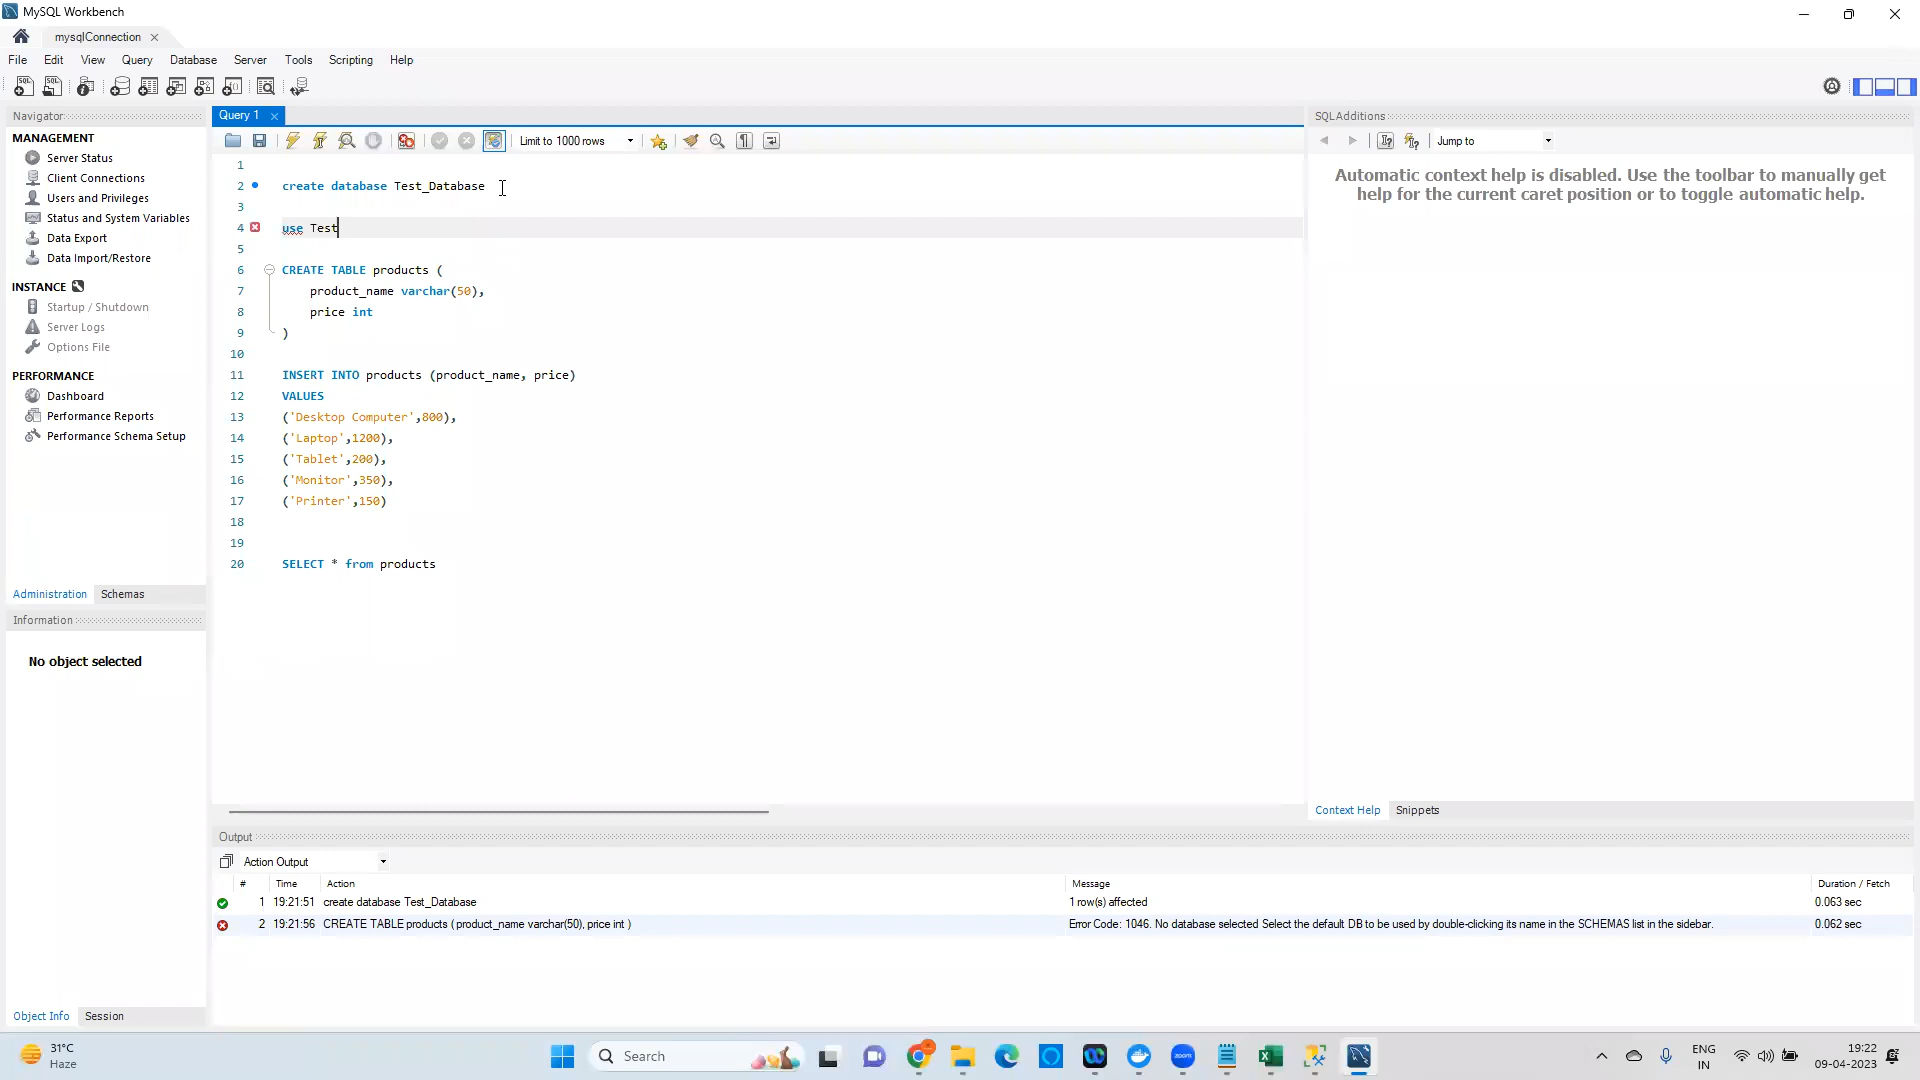 MySQL Workbench
mysqlConnection
File Edit View Query Database Server Tools Scripting Help
Navigator
MANAGEMENT
Server Status
Client Connections
Users and Privileges
Status and System Variables
Data Export
Data Import/Restore
INSTANCE
Startup / Shutdown
Server Logs
Options File
PERFORMANCE
Dashboard
Performance Reports
Performance Schema Setup
Administration Schemas
Information
No object selected
Object Info Session
Query 1
Limit to 1000 rows
1
2 create database Test_Database
3
4 use Test
5
6 CREATE TABLE products (
7 product_name varchar(50),
8 price int
9 )
10
11 INSERT INTO products (product_name, price)
12 VALUES
13 ('Desktop Computer',800),
14 ('Laptop',1200),
15 ('Tablet',200),
16 ('Monitor',350),
17 ('Printer',150)
18
19
20 SELECT * from products
SQLAdditions
Jump to
Automatic context help is disabled. Use the toolbar to manually get
help for the current caret position or to toggle automatic help.
Context Help Snippets
Output
Action Output
# Time Action Message Duration / Fetch
1 19:21:51 create database Test_Database 1 row(s) affected 0.063 sec
2 19:21:56 CREATE TABLE products ( product_name varchar(50), price int ) Error Code: 1046. No database selected Select the default DB to be used by double-clicking its name in the SCHEMAS list in the sidebar. 0.062 sec
31°C
Haze
Search
zoom
ENG
IN
19:22
09-04-2023